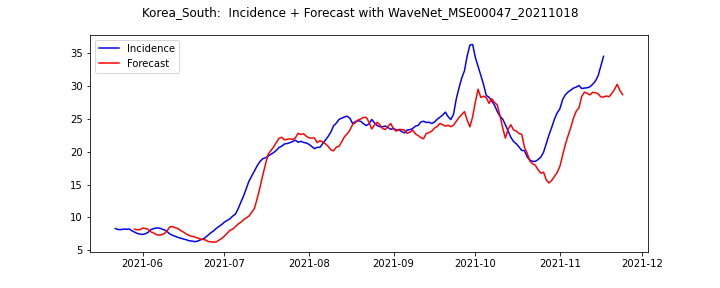 Korea_South:  Incidence + Forecast with WaveNet_MSE00047_20211018
Incidence
Forecast
35
30
25
20
15
10
5
2021-06 2021-07 2021-08 2021-09 2021-10 2021-11 2021-12